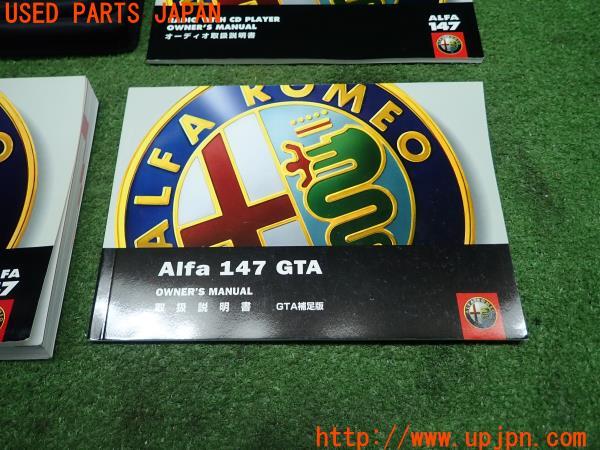 USED PARTS JAPAN
RADIO WITH CD PLAYER
OWNER'S MANUAL
オーディオ取扱説明書
ALFA
147
ALFA ROMEO
FA
7
Alfa 147 GTA
OWNER'S MANUAL
取扱説明書 GTA補足版
http://
www.upjpn.com/